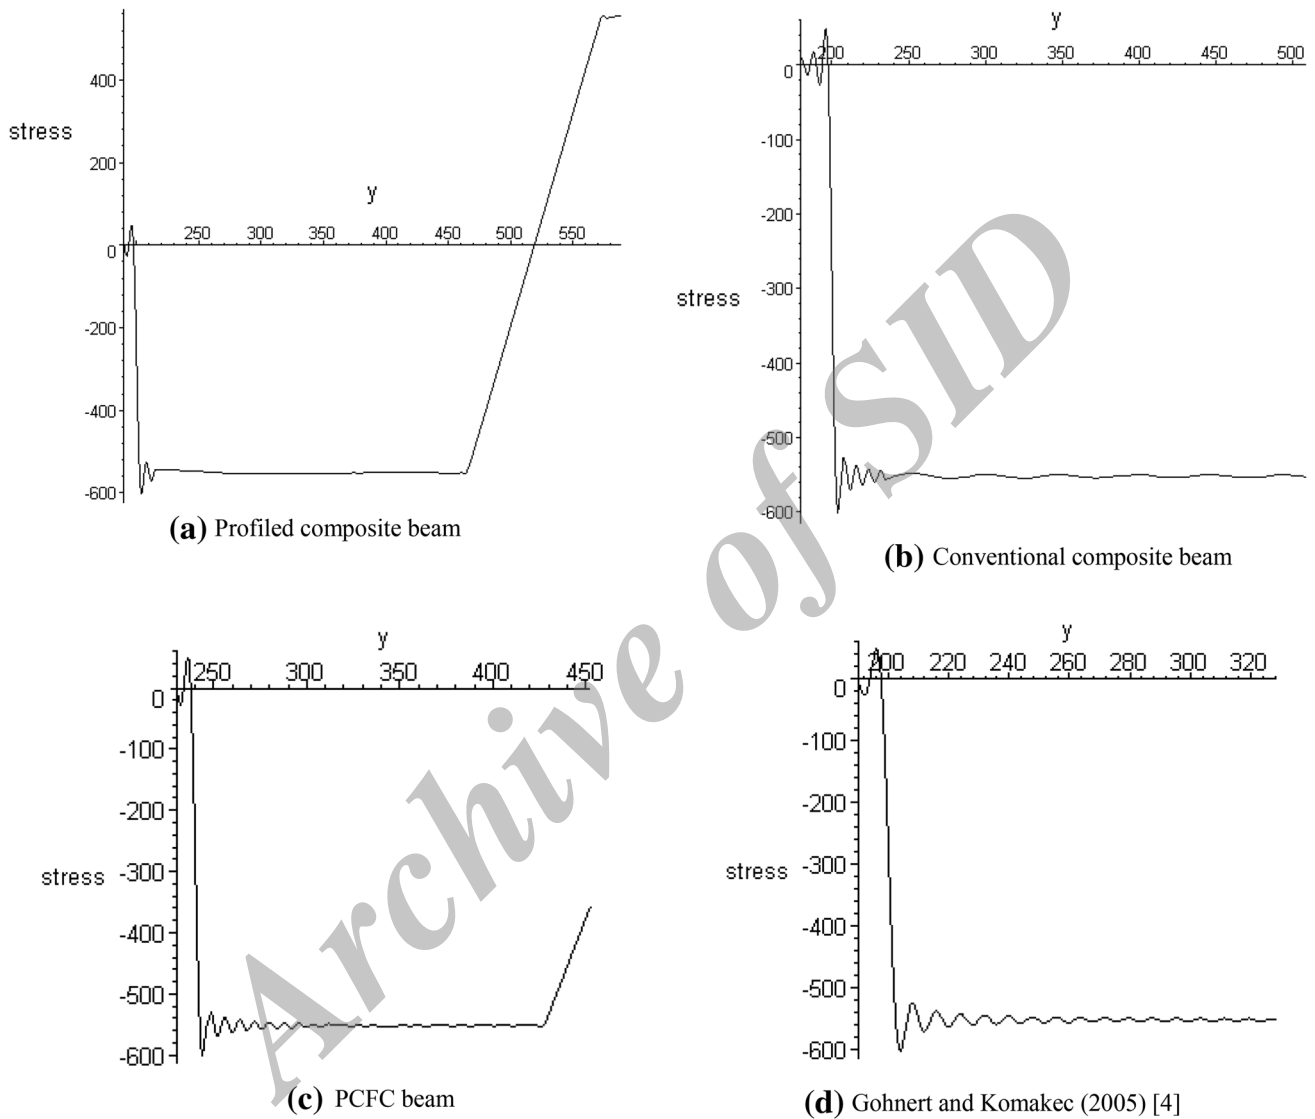 400
stress
200
y
250 300 350 400 450 500 550
0
-200
-400
-600
(a) Profiled composite beam
y
200 250 300 350 400 450 500
0
-100
-200
-300
stress
-400
-500
-600
(b) Conventional composite beam
y
250 300 350 400 450
0
-100
-200
-300
stress
-400
-500
-600
(c) PCFC beam
y
200 220 240 260 280 300 320
0
-100
-200
-300
stress
-400
-500
-600
(d) Gohnert and Komakec (2005) [4]
Archive of SID